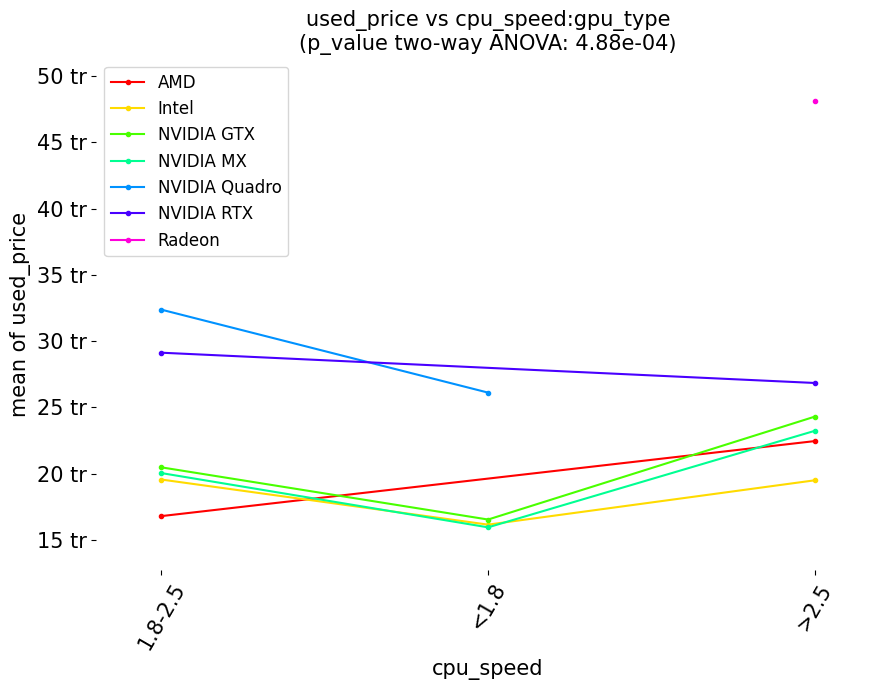 used_price vs cpu_speed:gpu_type
(p_value two-way ANOVA: 4.88e-04)
50 tr
45 tr
40 tr
35 tr
30 tr
25 tr
20 tr
15 tr
mean of used_price
AMD
Intel
NVIDIA GTX
NVIDIA MX
NVIDIA Quadro
NVIDIA RTX
Radeon
1.8-2.5
<1.8
>2.5
cpu_speed